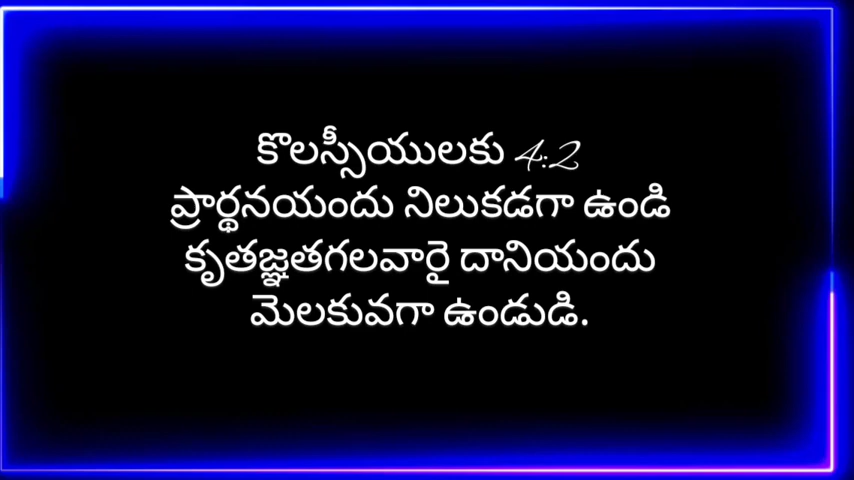 కొలస్సీయులకు 4:2
ప్రార్థనయందు నిలుకడగా ఉండి
కృతజ్ఞతగలవారై దానియందు
మెలకువగా ఉండుడి.